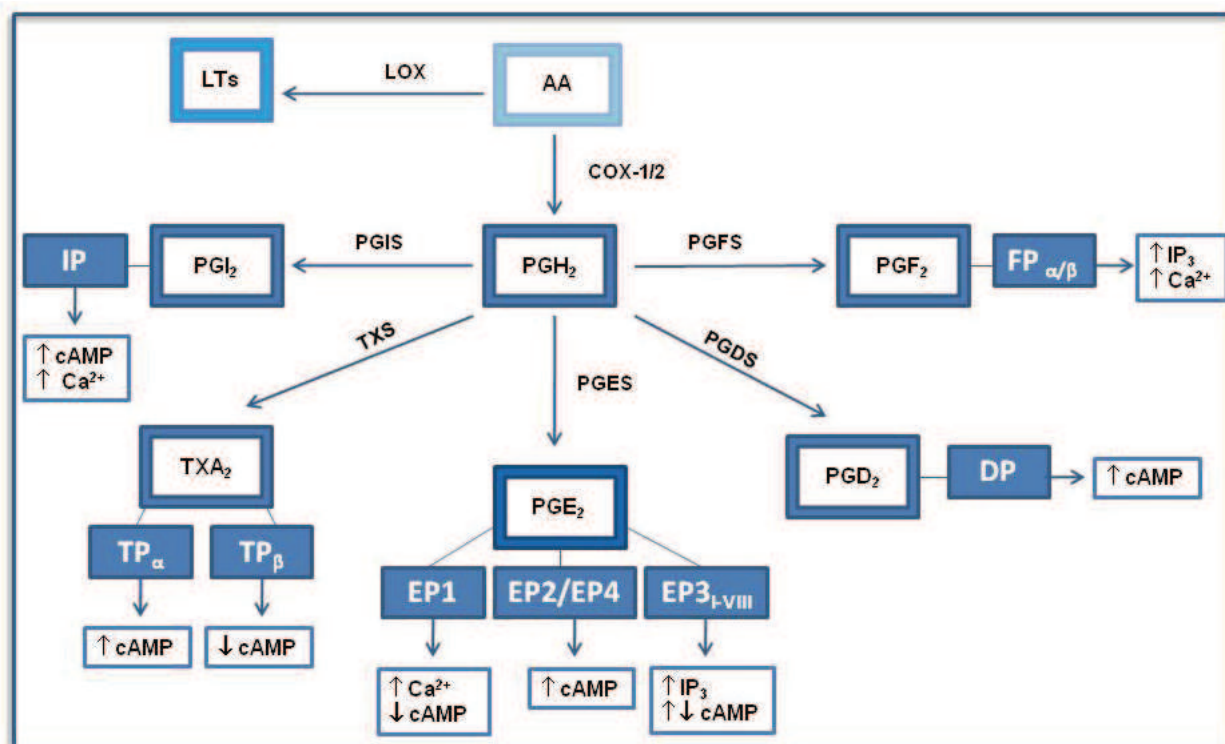 LTs
LOX
AA
COX-1/2
IP
PGI₂
PGIS
PGH₂
PGFS
PGF₂
FP α/β
↑ IP₃
↑ Ca²⁺
↑ cAMP
↑ Ca²⁺
TXS
PGES
PGDS
TXA₂
PGE₂
PGD₂
DP
↑ cAMP
TPα
TPβ
EP1
EP2/EP4
EP3I-VIII
↑ cAMP
↓ cAMP
↑ Ca²⁺
↓ cAMP
↑ cAMP
↑ IP₃
↑↓ cAMP